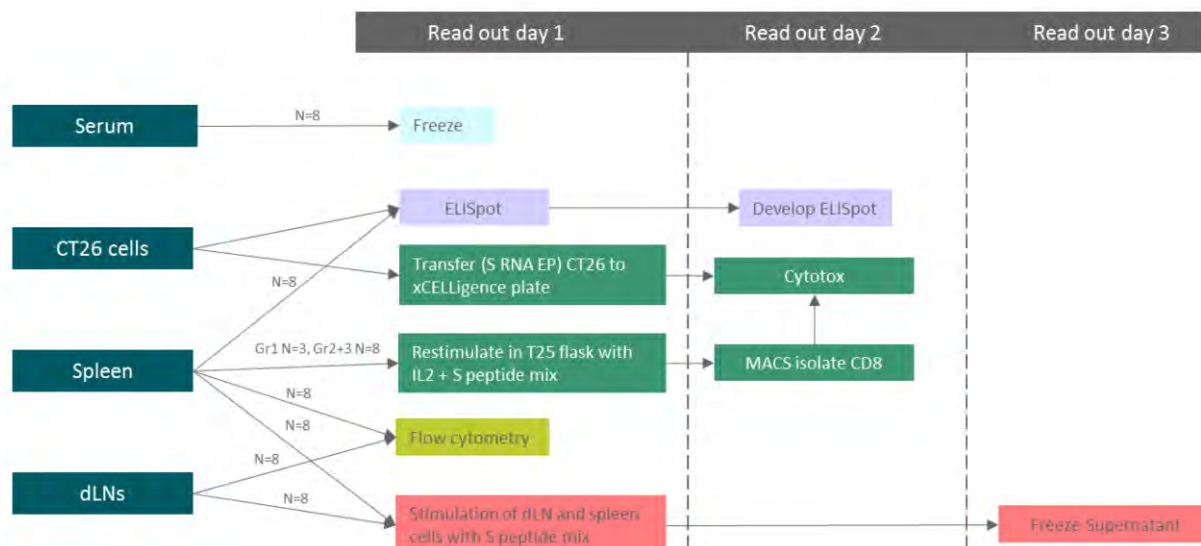 Read out day 1
Read out day 2
Read out day 3
Serum
N=8
Freeze
ELISpot
Develop ELISpot
CT26 cells
Transfer (S RNA EP) CT26 to
xCELLigence plate
Cytotox
N=8
Gr1 N=3, Gr2+3 N=8
Spleen
Restimulate in T25 flask with
IL2 + S peptide mix
MACS isolate CD8
N=8
N=8
Flow cytometry
N=8
dLNs
N=8
Stimulation of dLN and spleen
cells with S peptide mix
Freeze Supernatant